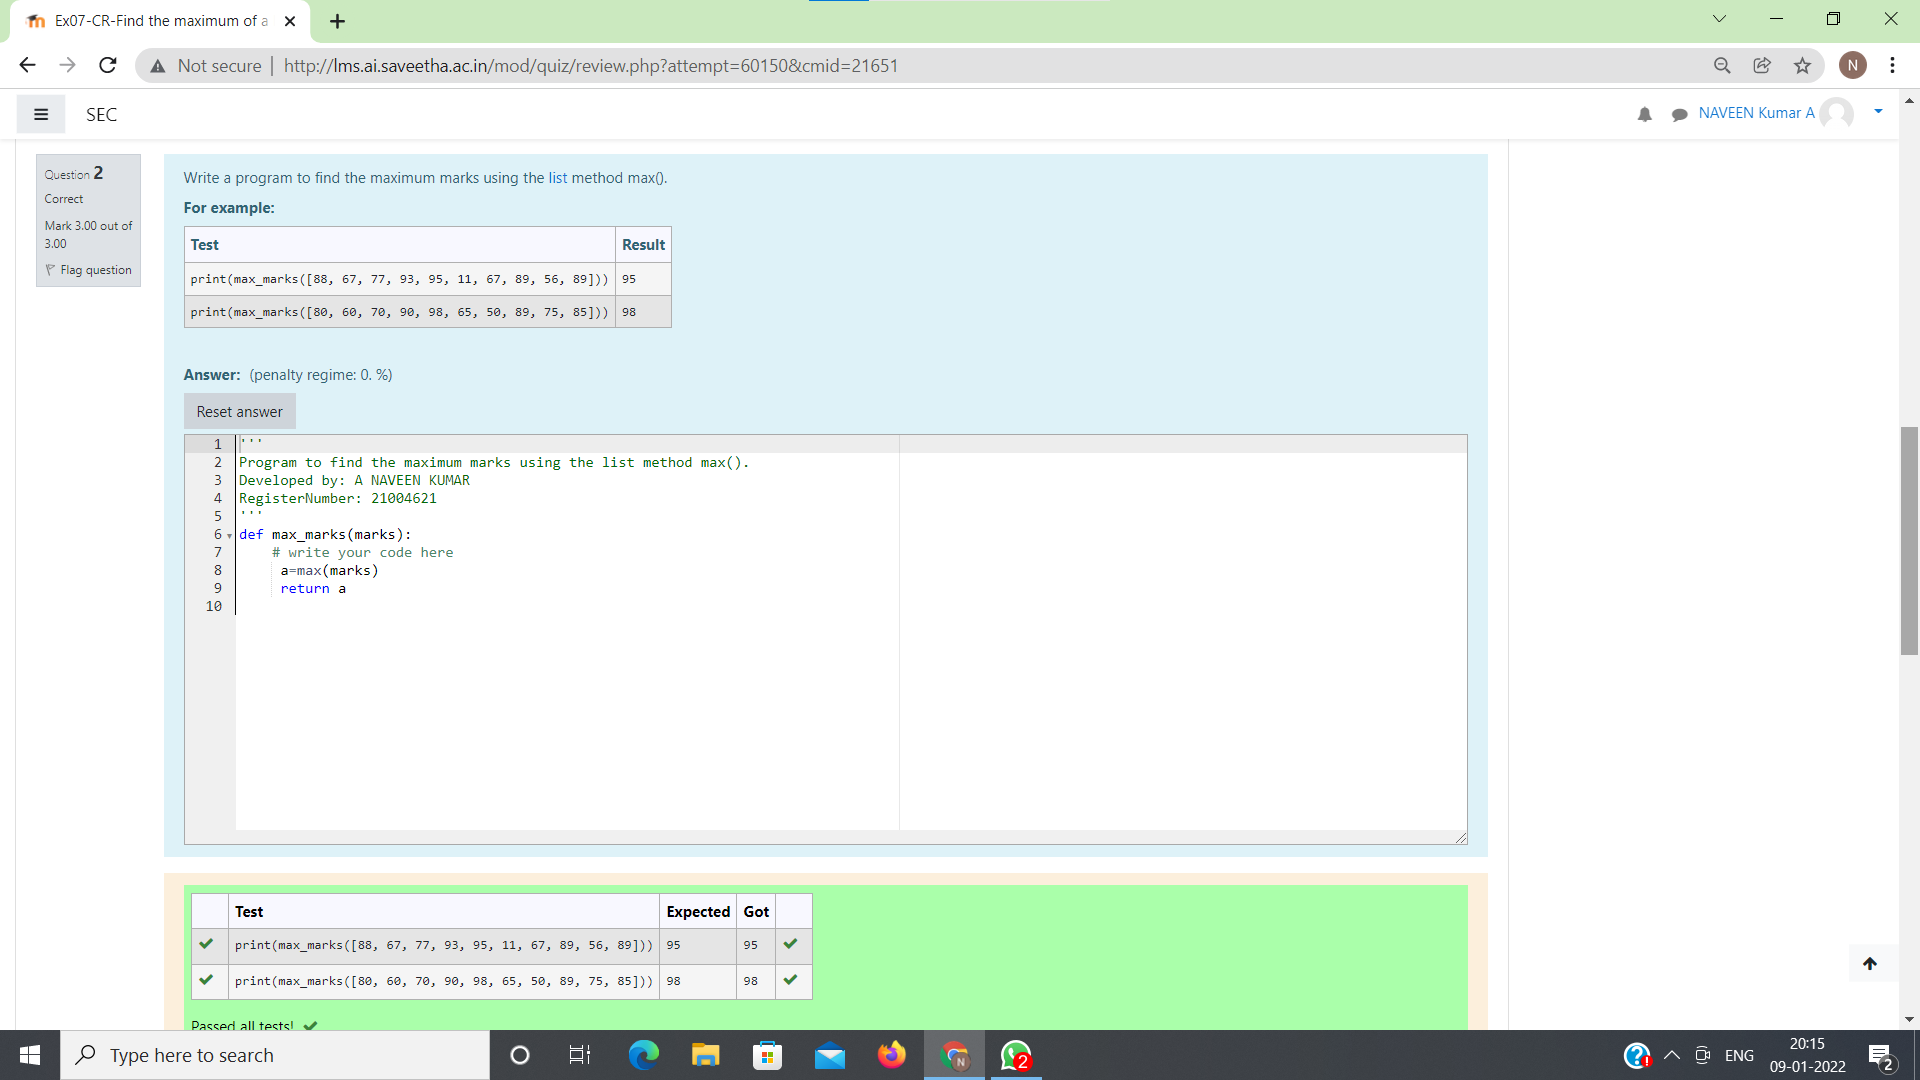 Ex07-CR-Find the maximum of a
Not secure
http://lms.ai.saveetha.ac.in/mod/quiz/review.php?attempt=60150&cmid=21651
N
SEC
NAVEEN Kumar A
Question 2
Correct
Mark 3.00 out of
3.00
Flag question
Write a program to find the maximum marks using the list method max().
For example:
Test Result
print(max_marks([88, 67, 77, 93, 95, 11, 67, 89, 56, 89])) 95
print(max_marks([80, 60, 70, 90, 98, 65, 50, 89, 75, 85])) 98
Answer: (penalty regime: 0. %)
Reset answer
1 '''
2 Program to find the maximum marks using the list method max().
3 Developed by: A NAVEEN KUMAR
4 RegisterNumber: 21004621
5 '''
6 def max_marks(marks):
7 # write your code here
8 a=max(marks)
9 return a
10
Test Expected Got
print(max_marks([88, 67, 77, 93, 95, 11, 67, 89, 56, 89])) 95 95
print(max_marks([80, 60, 70, 90, 98, 65, 50, 89, 75, 85])) 98 98
Passed all tests!
Type here to search
N
2
ENG
20:15
09-01-2022
2